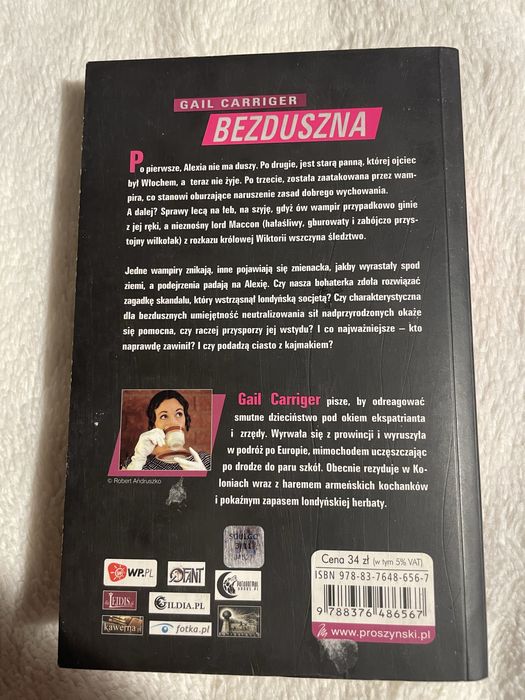 GAIL CARRIGER
BEZDUSZNA
Po pierwsze, Alexia nie ma duszy. Po drugie, jest starą panną, której ojciec
był Włochem, a teraz nie żyje. Po trzecie, została zaatakowana przez wam-
pira, co stanowi oburzające naruszenie zasad dobrego wychowania.
A dalej? Sprawy lecą na łeb, na szyję, gdyż ów wampir przypadkowo ginie
z jej ręki, a nieznośny lord Maccon (hałaśliwy, gburowaty i zabójczo przys-
tojny wilkołak) z rozkazu królowej Wiktorii wszczyna śledztwo.
Jedne wampiry znikają, inne pojawiają się znienacka, jakby wyrastały spod
ziemi, a podejrzenia padają na Alexię. Czy nasza bohaterka zdoła rozwiązać
zagadkę skandalu, który wstrząsnął londyńską socjetą? Czy charakterystyczna
dla bezdusznych umiejętność neutralizowania sił nadprzyrodzonych okaże
się pomocna, czy raczej przysporzy jej wstydu? I co najważniejsze – kto
naprawdę zawinił? I czy podadzą ciasto z kajmakiem?
Gail Carriger pisze, by odreagować
smutne dzieciństwo pod okiem ekspatrianta
i zrzędy. Wyrwała się z prowincji i wyruszyła
w podróż po Europie, mimochodem uczęszczając
po drodze do paru szkół. Obecnie rezyduje w Ko-
loniach wraz z haremem armeńskich kochanków
i pokaźnym zapasem londyńskiej herbaty.
© Robert Andruszko
WP.PL
QFANT
PARANORMAL
BOOKS.PL
LEJDIS.PL
GILDIA.PL
kawerna.pl
fotka.pl
Cena 34 zł (w tym 5% VAT)
ISBN 978-83-7648-656-7
9 788376 486567
www.proszynski.pl